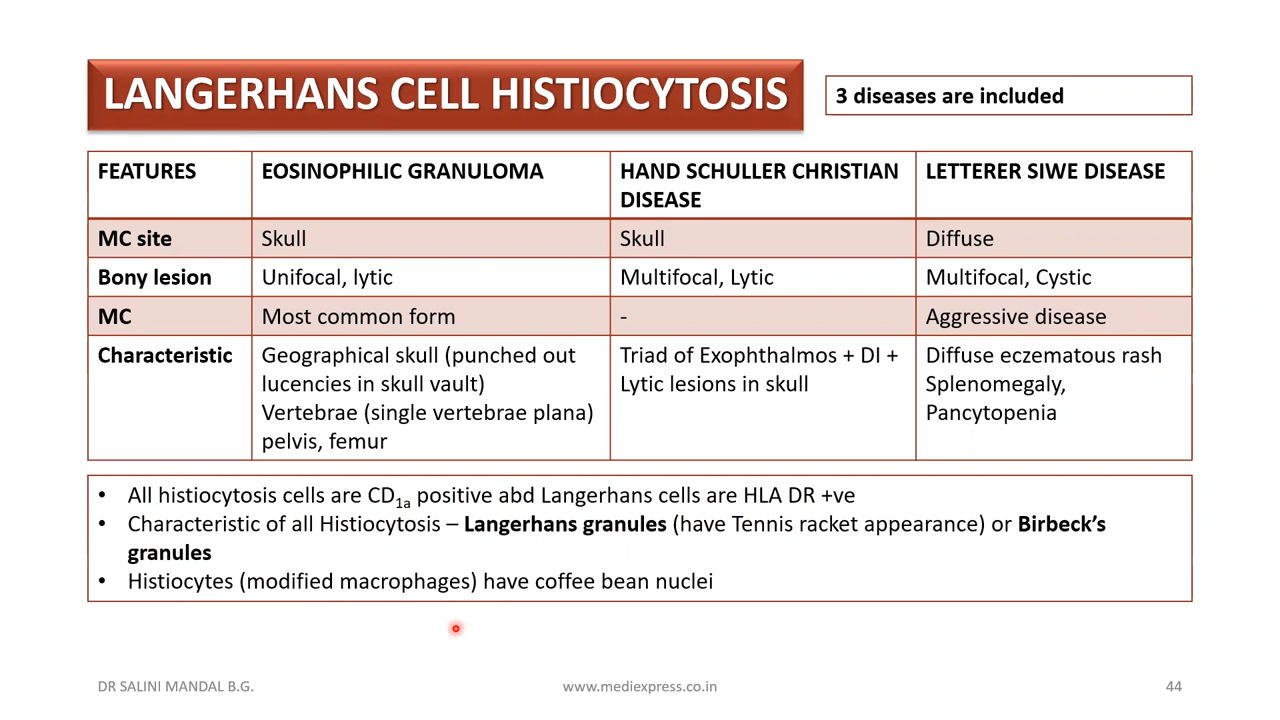 LANGERHANS CELL HISTIOCYTOSIS
3 diseases are included
FEATURES
EOSINOPHILIC GRANULOMA
HAND SCHULLER CHRISTIAN
DISEASE
LETTERER SIWE DISEASE
MC site
Skull
Skull
Diffuse
Bony lesion
Unifocal, lytic
Multifocal, Lytic
Multifocal, Cystic
MC
Most common form
-
Aggressive disease
Characteristic
Geographical skull (punched out
lucencies in skull vault)
Vertebrae (single vertebrae plana)
pelvis, femur
Triad of Exophthalmos + DI +
Lytic lesions in skull
Diffuse eczematous rash
Splenomegaly,
Pancytopenia
• All histiocytosis cells are CD1a positive abd Langerhans cells are HLA DR +ve
• Characteristic of all Histiocytosis – Langerhans granules (have Tennis racket appearance) or Birbeck’s
granules
• Histiocytes (modified macrophages) have coffee bean nuclei
DR SALINI MANDAL B.G.
www.mediexpress.co.in
44